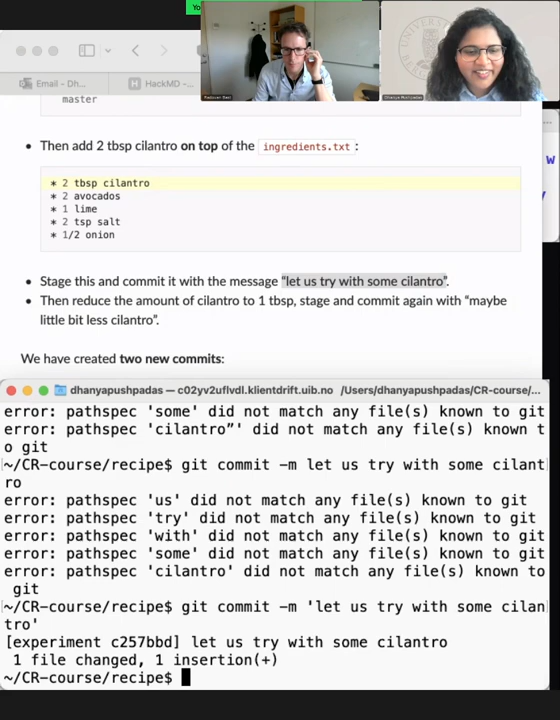 Yo
Email – Dh...
HackMD –...
Radovan Bast
Dhanya Pushpadas
UNIVERS
...
w
master
• Then add 2 tbsp cilantro on top of the ingredients.txt :
* 2 tbsp cilantro
* 2 avocados
* 1 lime
* 2 tsp salt
* 1/2 onion
• Stage this and commit it with the message “let us try with some cilantro”.
• Then reduce the amount of cilantro to 1 tbsp, stage and commit again with “maybe
little bit less cilantro”.
We have created two new commits:
dhanyapushpadas — c02yv2uflvdl.klientdrift.uib.no /Users/dhanyapushpadas/CR-course/...
error: pathspec 'some' did not match any file(s) known to git
error: pathspec 'cilantro”' did not match any file(s) known t
o git
[~/CR-course/recipe$ git commit -m let us try with some cilant
ro
error: pathspec 'us' did not match any file(s) known to git
error: pathspec 'try' did not match any file(s) known to git
error: pathspec 'with' did not match any file(s) known to git
error: pathspec 'some' did not match any file(s) known to git
error: pathspec 'cilantro' did not match any file(s) known to
git
[~/CR-course/recipe$ git commit -m 'let us try with some cilan
tro'
[experiment c257bbd] let us try with some cilantro
1 file changed, 1 insertion(+)
~/CR-course/recipe$